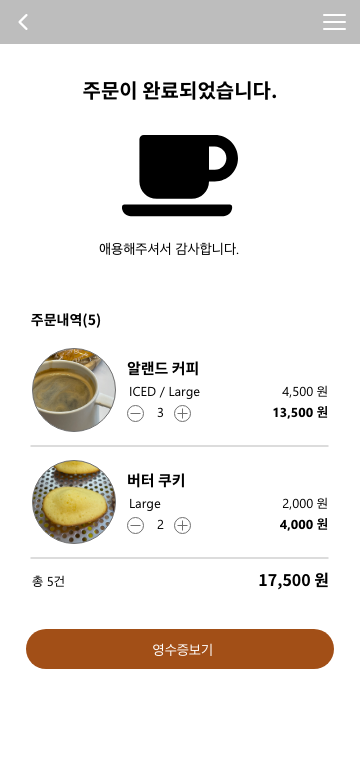 주문이 완료되었습니다.
애용해주셔서 감사합니다.
주문내역(5)
알랜드 커피
ICED / Large 4,500 원
3 13,500 원
버터 쿠키
Large 2,000 원
2 4,000 원
총 5건 17,500 원
영수증보기